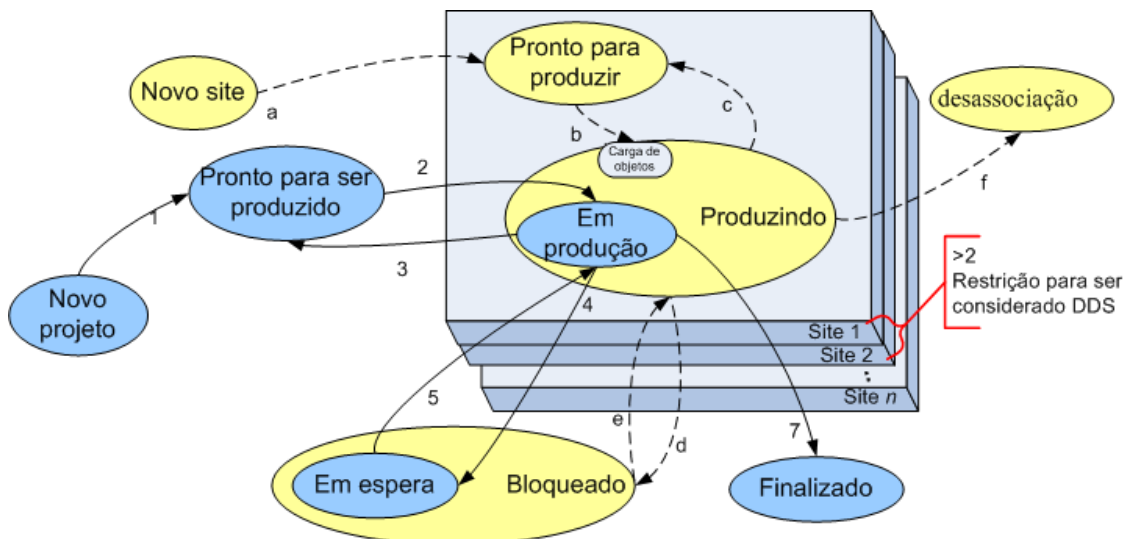 Pronto para
produzir
Novo site
a
c
desassociação
b
Carga de
objetos
Pronto para ser
produzido
2
f
Produzindo
Em
produção
1
3
>2
Restrição para ser
considerado DDS
Novo
projeto
4
Site 1
Site 2
...
Site n
5
e
d
7
Em espera
Bloqueado
Finalizado